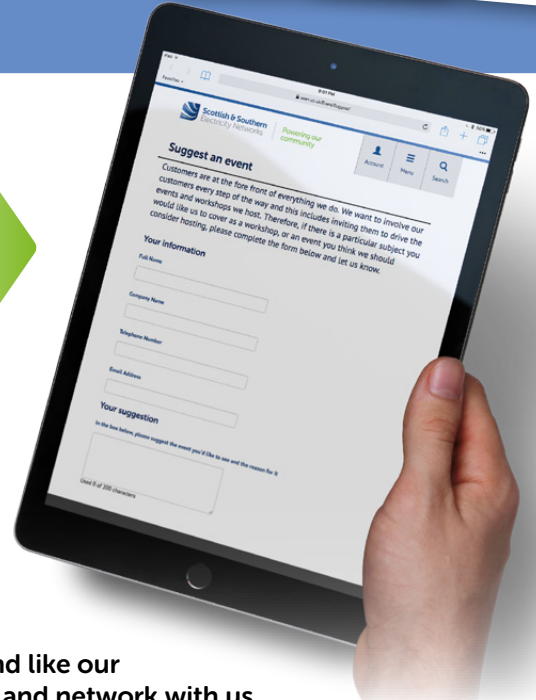 9:01 PM
Favorites
Scottish & Southern
Electricity Networks
Powering our
community
Account
Menu
Search
Suggest an event
Customers are at the fore front of everything we do. We want to involve our
customers every step of the way and this includes inviting them to drive the
events and workshops we host. Therefore, if there is a particular subject you
would like us to cover as a workshop, or an event you think we should
consider hosting, please complete the form below and let us know.
Your information
Full Name
Company Name
Telephone Number
Email Address
Your suggestion
In the box below, please suggest the event you'd like to see and the reason for it
Used 0 of 200 characters
nd like our
and network with us